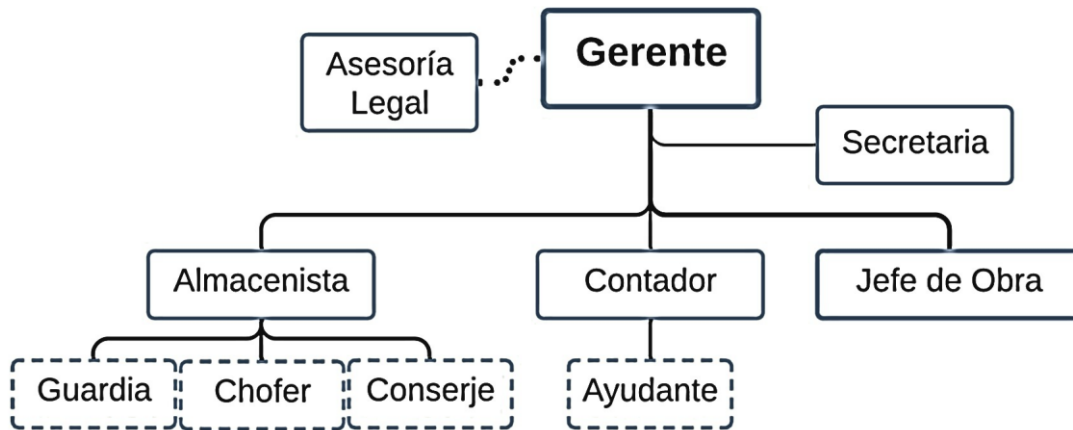 Gerente
Asesoría
Legal
Secretaria
Almacenista
Contador
Jefe de Obra
Guardia
Chofer
Conserje
Ayudante